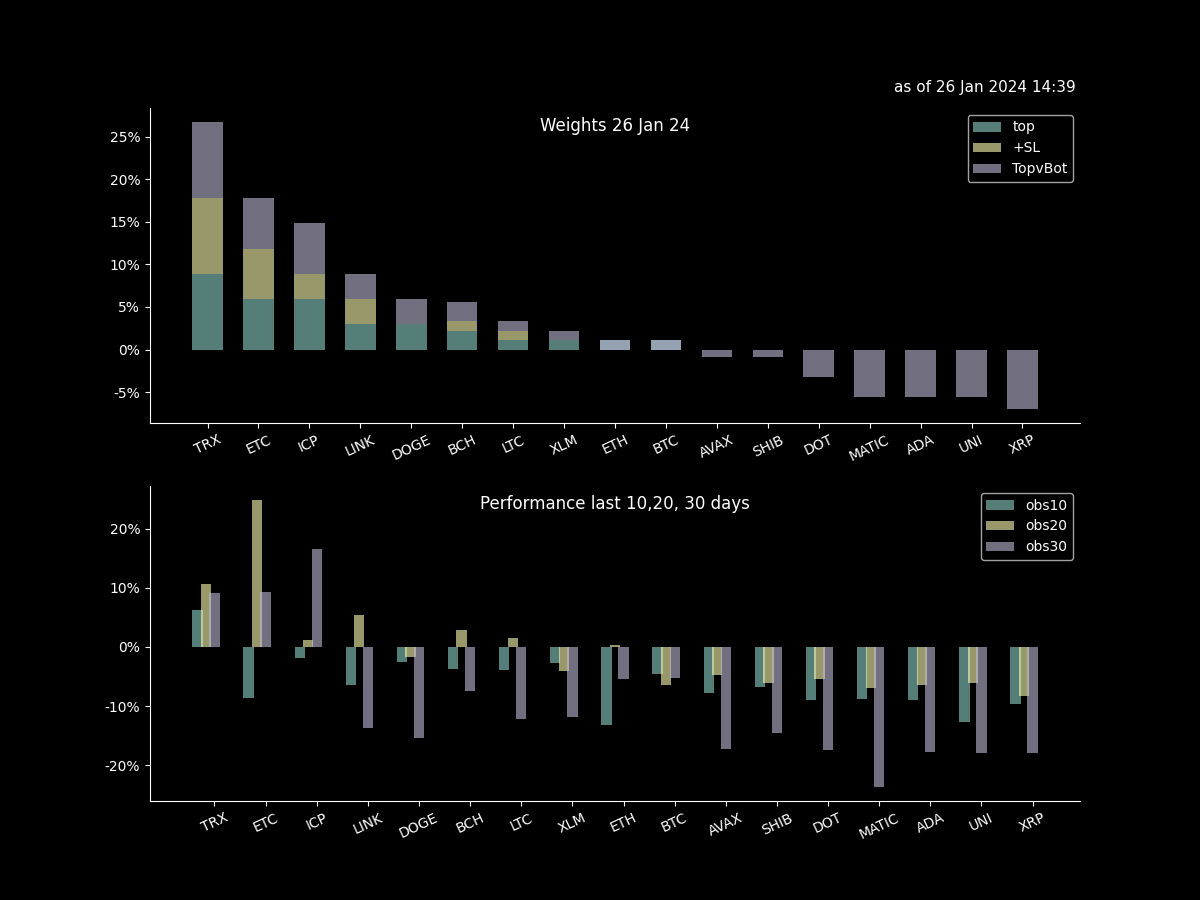 as of 26 Jan 2024 14:39
Weights 26 Jan 24
top
+SL
TopvBot
25%
20%
15%
10%
5%
0%
-5%
TRX ETC ICP LINK DOGE BCH LTC XLM ETH BTC AVAX SHIB DOT MATIC ADA UNI XRP
Performance last 10,20, 30 days
obs10
obs20
obs30
20%
10%
0%
-10%
-20%
TRX ETC ICP LINK DOGE BCH LTC XLM ETH BTC AVAX SHIB DOT MATIC ADA UNI XRP